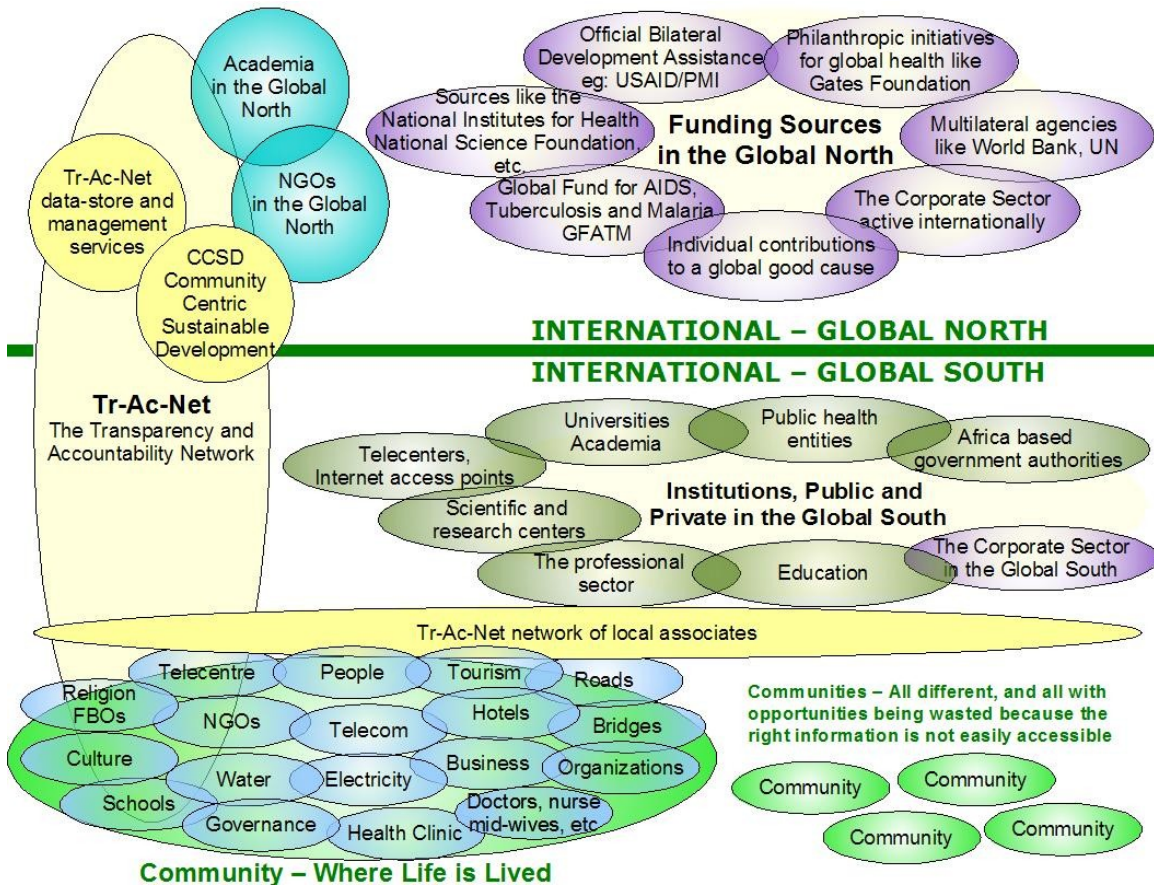 Academia
in the Global
North
NGOs
in the Global
North
Tr-Ac-Net
data-store and
management
services
CCSD
Community
Centric
Sustainable
Development
Official Bilateral
Development Assistance
eg: USAID/PMI
Philanthropic initiatives
for global health like
Gates Foundation
Sources like the
National Institutes for Health
National Science Foundation,
etc
Funding Sources
in the Global North
Multilateral agencies
like World Bank, UN
Global Fund for AIDS,
Tuberculosis and Malaria
GFATM
The Corporate Sector
active internationally
Individual contributions
to a global good cause
INTERNATIONAL – GLOBAL NORTH
INTERNATIONAL – GLOBAL SOUTH
Tr-Ac-Net
The Transparency and
Accountability Network
Universities
Academia
Public health
entities
Africa based
government authorities
Telecenters,
Internet access points
Institutions, Public and
Private in the Global South
Scientific and
research centers
The professional
sector
Education
The Corporate Sector
in the Global South
Tr-Ac-Net network of local associates
Telecentre
People
Tourism
Roads
Religion
FBOs
NGOs
Telecom
Hotels
Bridges
Culture
Water
Electricity
Business
Organizations
Schools
Governance
Health Clinic
Doctors, nurse
mid-wives, etc
Community – Where Life is Lived
Communities – All different, and all with
opportunities being wasted because the
right information is not easily accessible
Community
Community
Community
Community